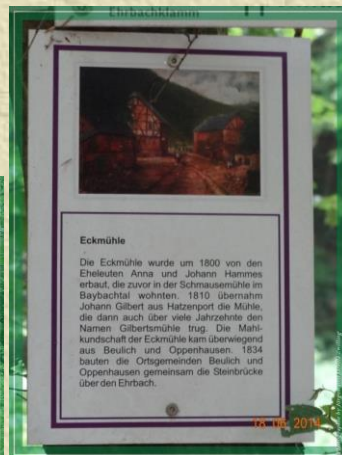 Ehrbachklamm
Eckmühle
Die Eckmühle wurde um 1800 von den
Eheleuten Anna und Johann Hammes
erbaut, die zuvor in der Schmausemühle im
Baybachtal wohnten. 1810 übernahm
Johann Gilbert aus Hatzenport die Mühle,
die dann auch über viele Jahrzehnte den
Namen Gilbertsmühle trug. Die Mahl-
kundschaft der Eckmühle kam überwiegend
aus Beulich und Oppenhausen. 1834
bauten die Ortsgemeinden Beulich und
Oppenhausen gemeinsam die Steinbrücke
über den Ehrbach.